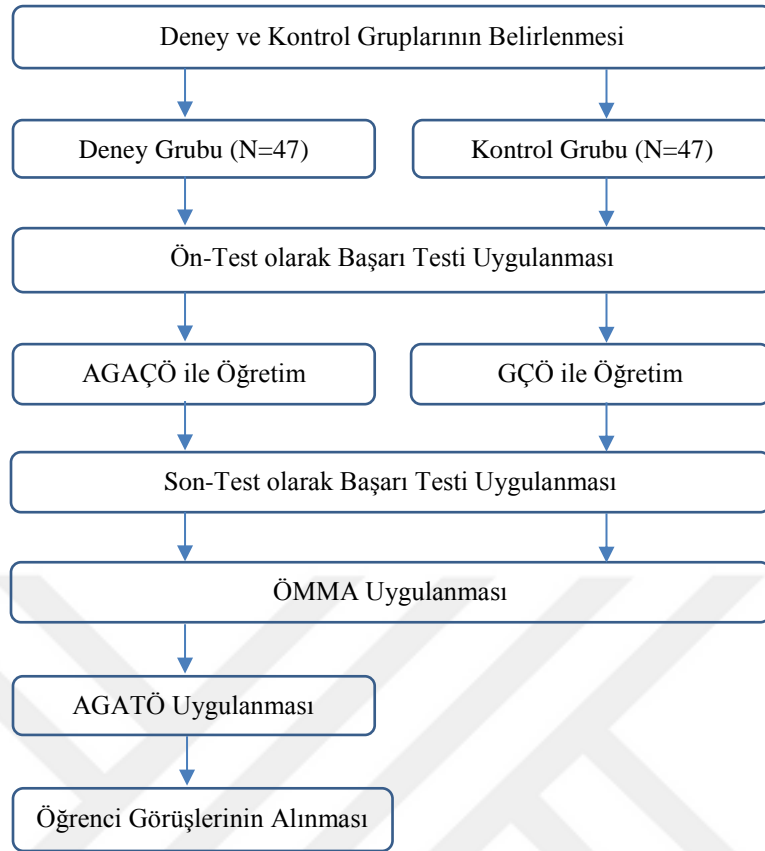 Deney ve Kontrol Gruplarının Belirlenmesi
Deney Grubu (N=47)
Kontrol Grubu (N=47)
Ön-Test olarak Başarı Testi Uygulanması
AGAÇÖ ile Öğretim
GÇÖ ile Öğretim
Son-Test olarak Başarı Testi Uygulanması
ÖMMA Uygulanması
AGATÖ Uygulanması
Öğrenci Görüşlerinin Alınması